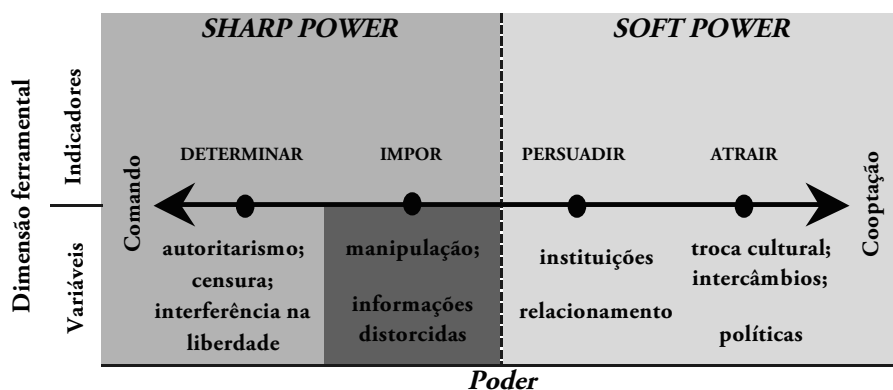 SHARP POWER
SOFT POWER
Dimensão ferramental
Indicadores
Variáveis
Comando
DETERMINAR
IMPOR
PERSUADIR
ATRAIR
Cooptação
autoritarismo;
censura;
interferência na
liberdade
manipulação;
informações
distorcidas
instituições
relacionamento
troca cultural;
intercâmbios;
políticas
Poder